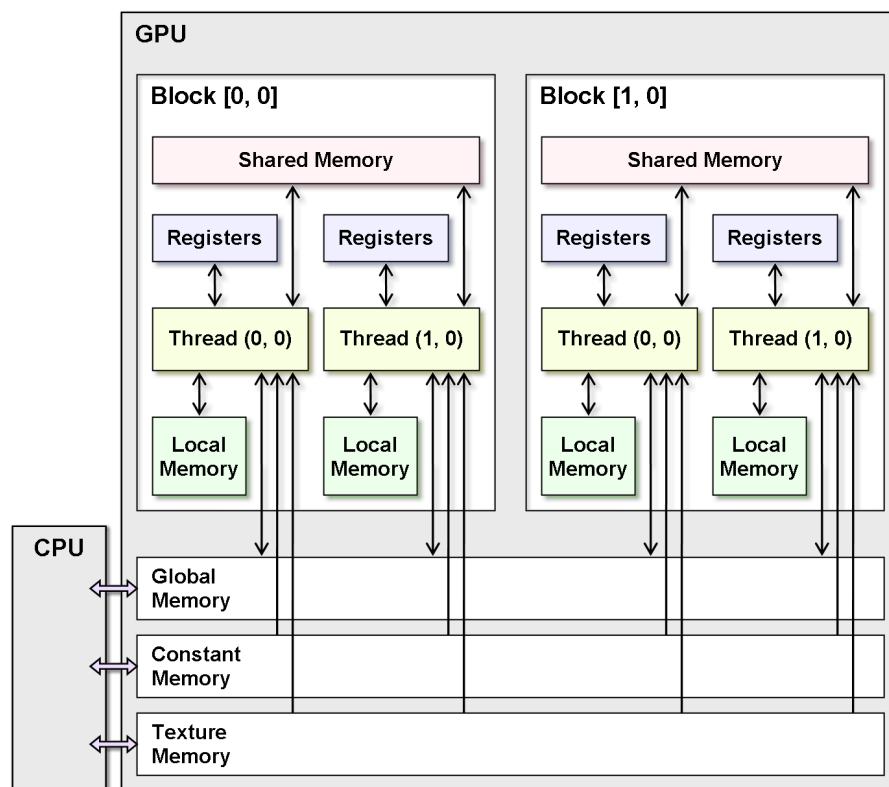 GPU
Block [0, 0]
Block [1, 0]
Shared Memory
Shared Memory
Registers
Registers
Registers
Registers
Thread (0, 0)
Thread (1, 0)
Thread (0, 0)
Thread (1, 0)
Local
Memory
Local
Memory
Local
Memory
Local
Memory
CPU
Global
Memory
Constant
Memory
Texture
Memory